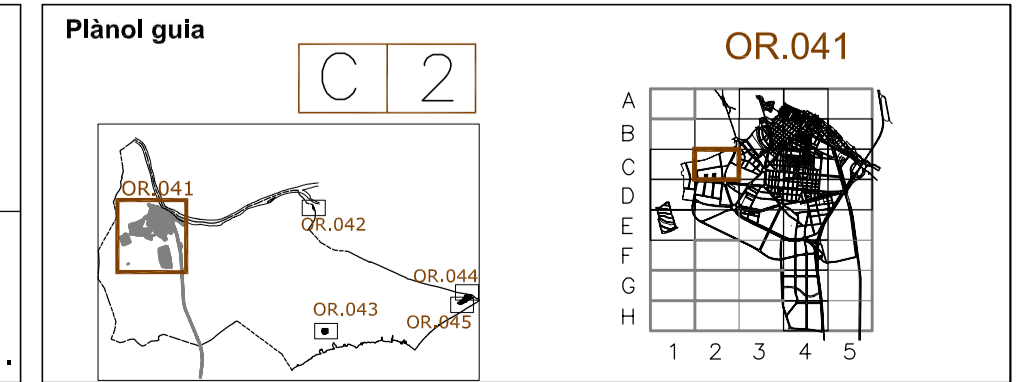 Plànol guia
C 2
OR.041
OR.041
OR.042
OR.044
OR.043
OR.045
A
B
C
D
E
F
G
H
1 2 3 4 5